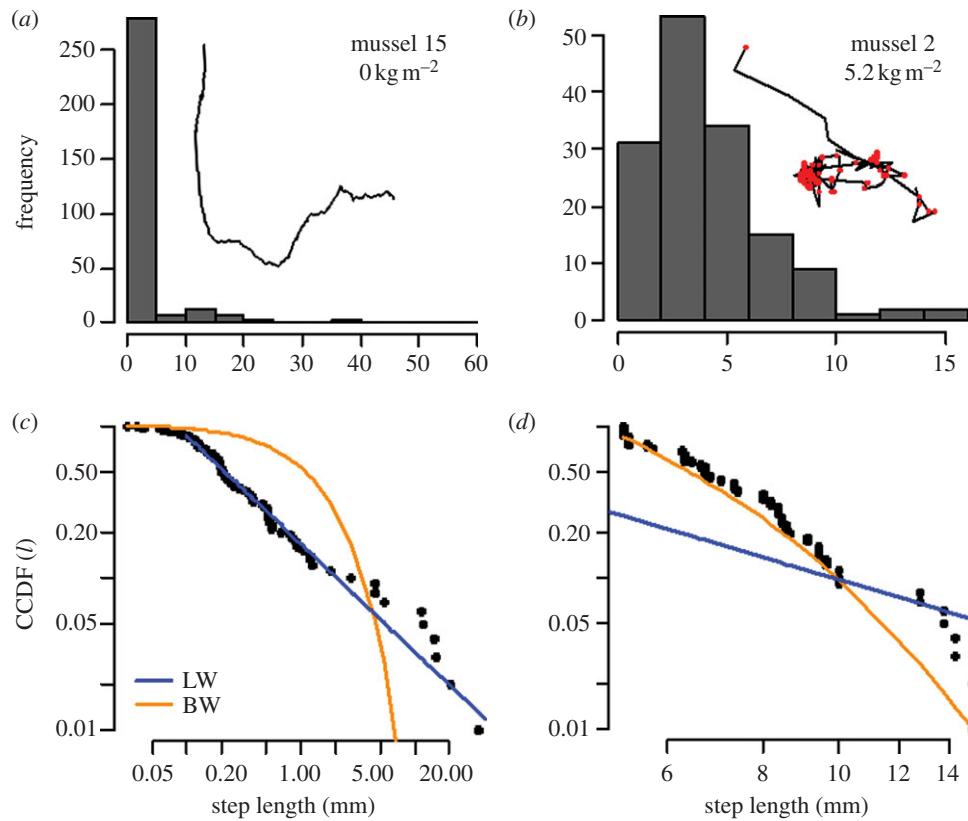 (a)
mussel 15
0 kg m⁻²
frequency
250
200
150
100
50
0
0 10 20 30 40 50 60
(b)
mussel 2
5.2 kg m⁻²
50
40
30
20
10
0
0 5 10 15
(c)
CCDF (l)
0.50
0.20
0.05
0.01
LW
BW
0.05 0.20 1.00 5.00 20.00
step length (mm)
(d)
0.50
0.20
0.05
0.01
6 8 10 12 14
step length (mm)